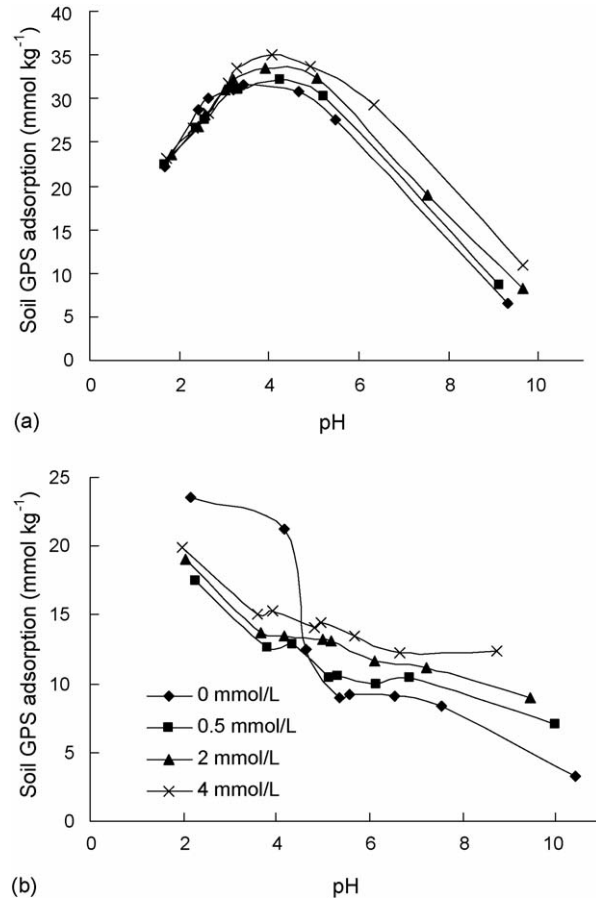 Soil GPS adsorption (mmol kg⁻¹)
40
35
30
25
20
15
10
5
0
0 2 4 6 8 10
(a)
pH
Soil GPS adsorption (mmol kg⁻¹)
25
20
15
10
5
0
0 mmol/L
0.5 mmol/L
2 mmol/L
4 mmol/L
0 2 4 6 8 10
(b)
pH